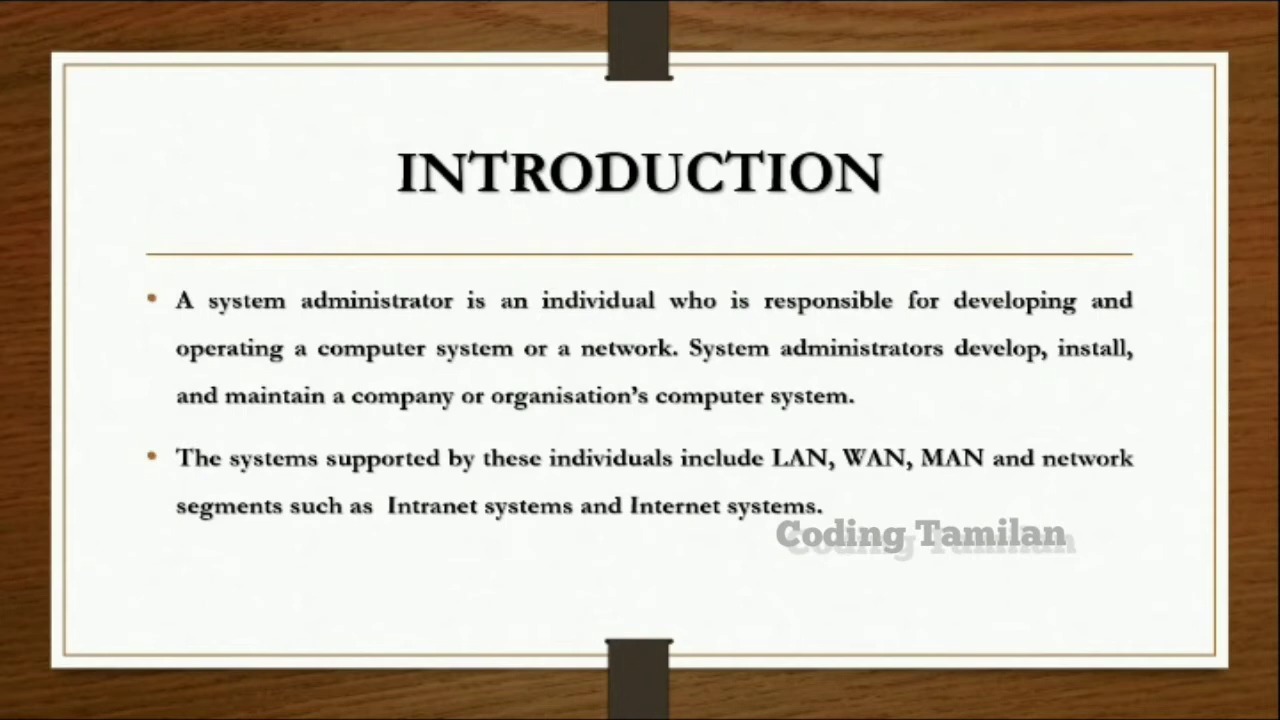 INTRODUCTION
• A system administrator is an individual who is responsible for developing and
operating a computer system or a network. System administrators develop, install,
and maintain a company or organisation’s computer system.
• The systems supported by these individuals include LAN, WAN, MAN and network
segments such as Intranet systems and Internet systems.
Coding Tamilan